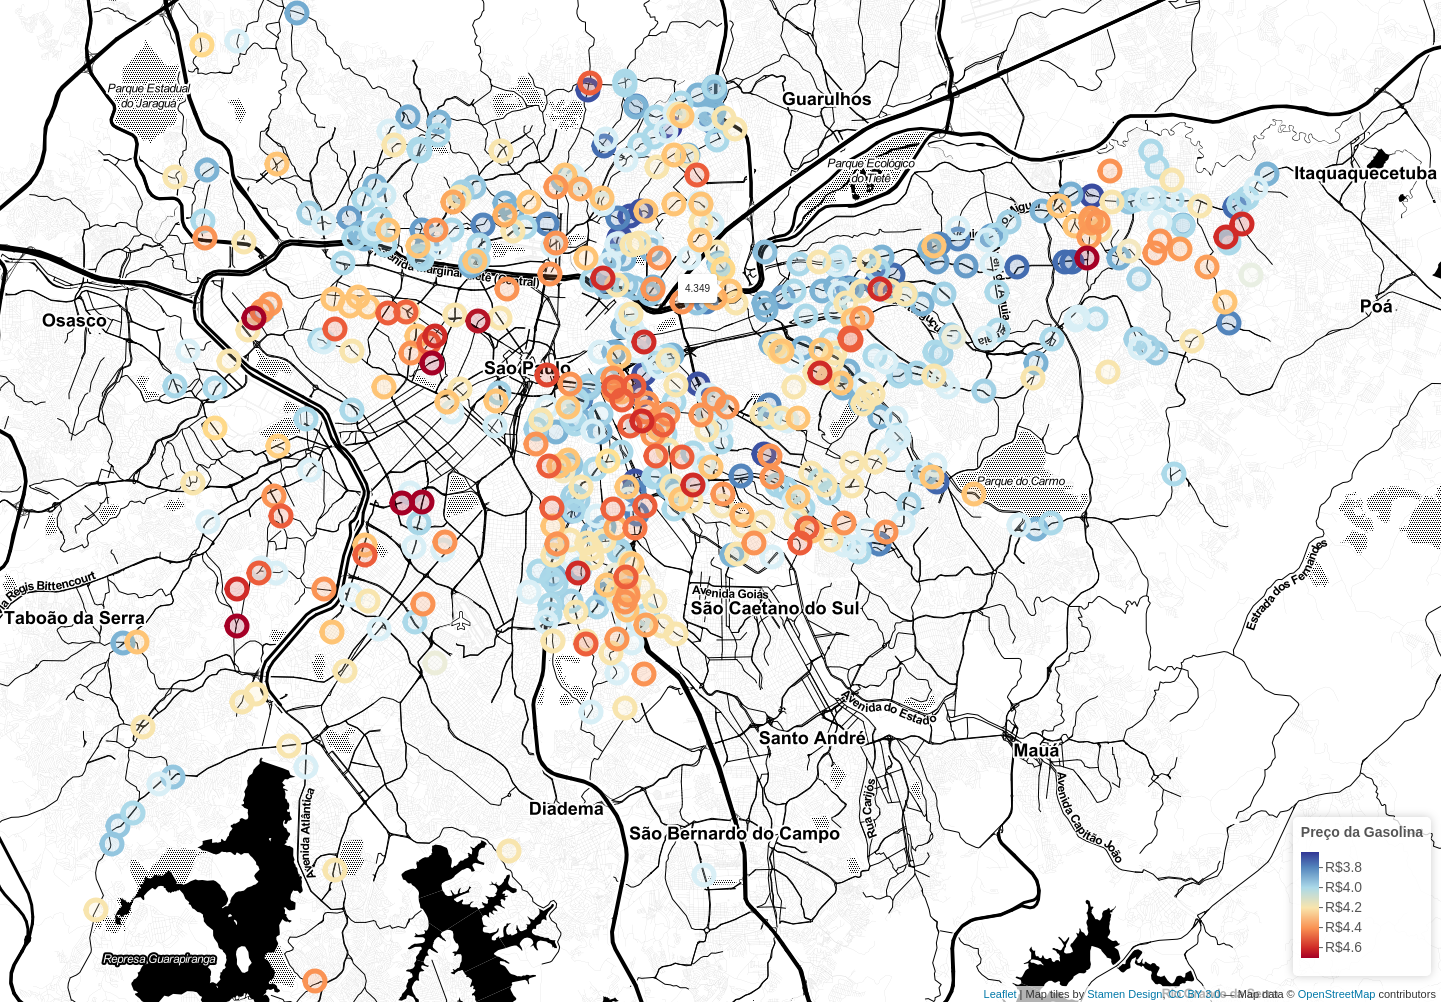 Guarulhos
Parque Estadual
do Jaraguá
Parque Ecológico
do Tietê
Itaquaquecetuba
Marginal Tietê (Central)
4.349
Osasco
Poá
São Paulo
Parque do Carmo
Estrada dos Fernandes
Régis Bittencourt
Taboão da Serra
Avenida Goiás
São Caetano do Sul
Avenida do Estado
Santo André
Mauá
Avenida Atlântica
Diadema
Rua Carijós
São Bernardo do Campo
Avenida Capitão João
Represa Guarapiranga
Preço da Gasolina
R$3.8
R$4.0
R$4.2
R$4.4
R$4.6
Leaflet | Map tiles by Stamen Design, CC BY 3.0 — Map data © OpenStreetMap contributors